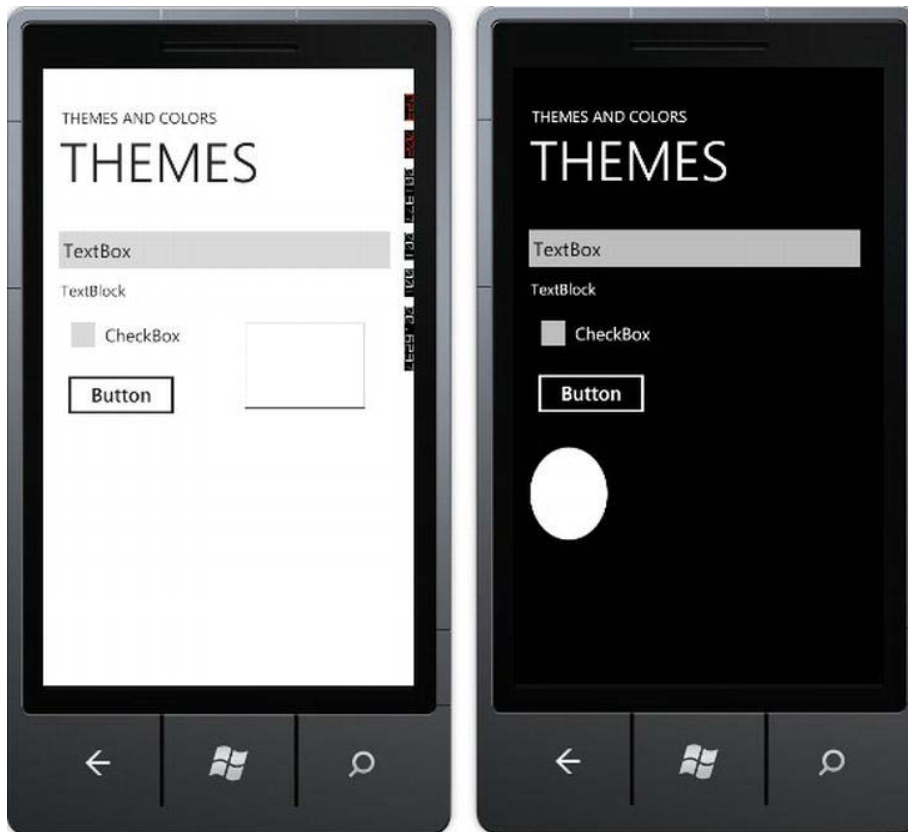 THEMES AND COLORS
THEMES
TextBox
TextBlock
CheckBox
Button
THEMES AND COLORS
THEMES
TextBox
TextBlock
CheckBox
Button